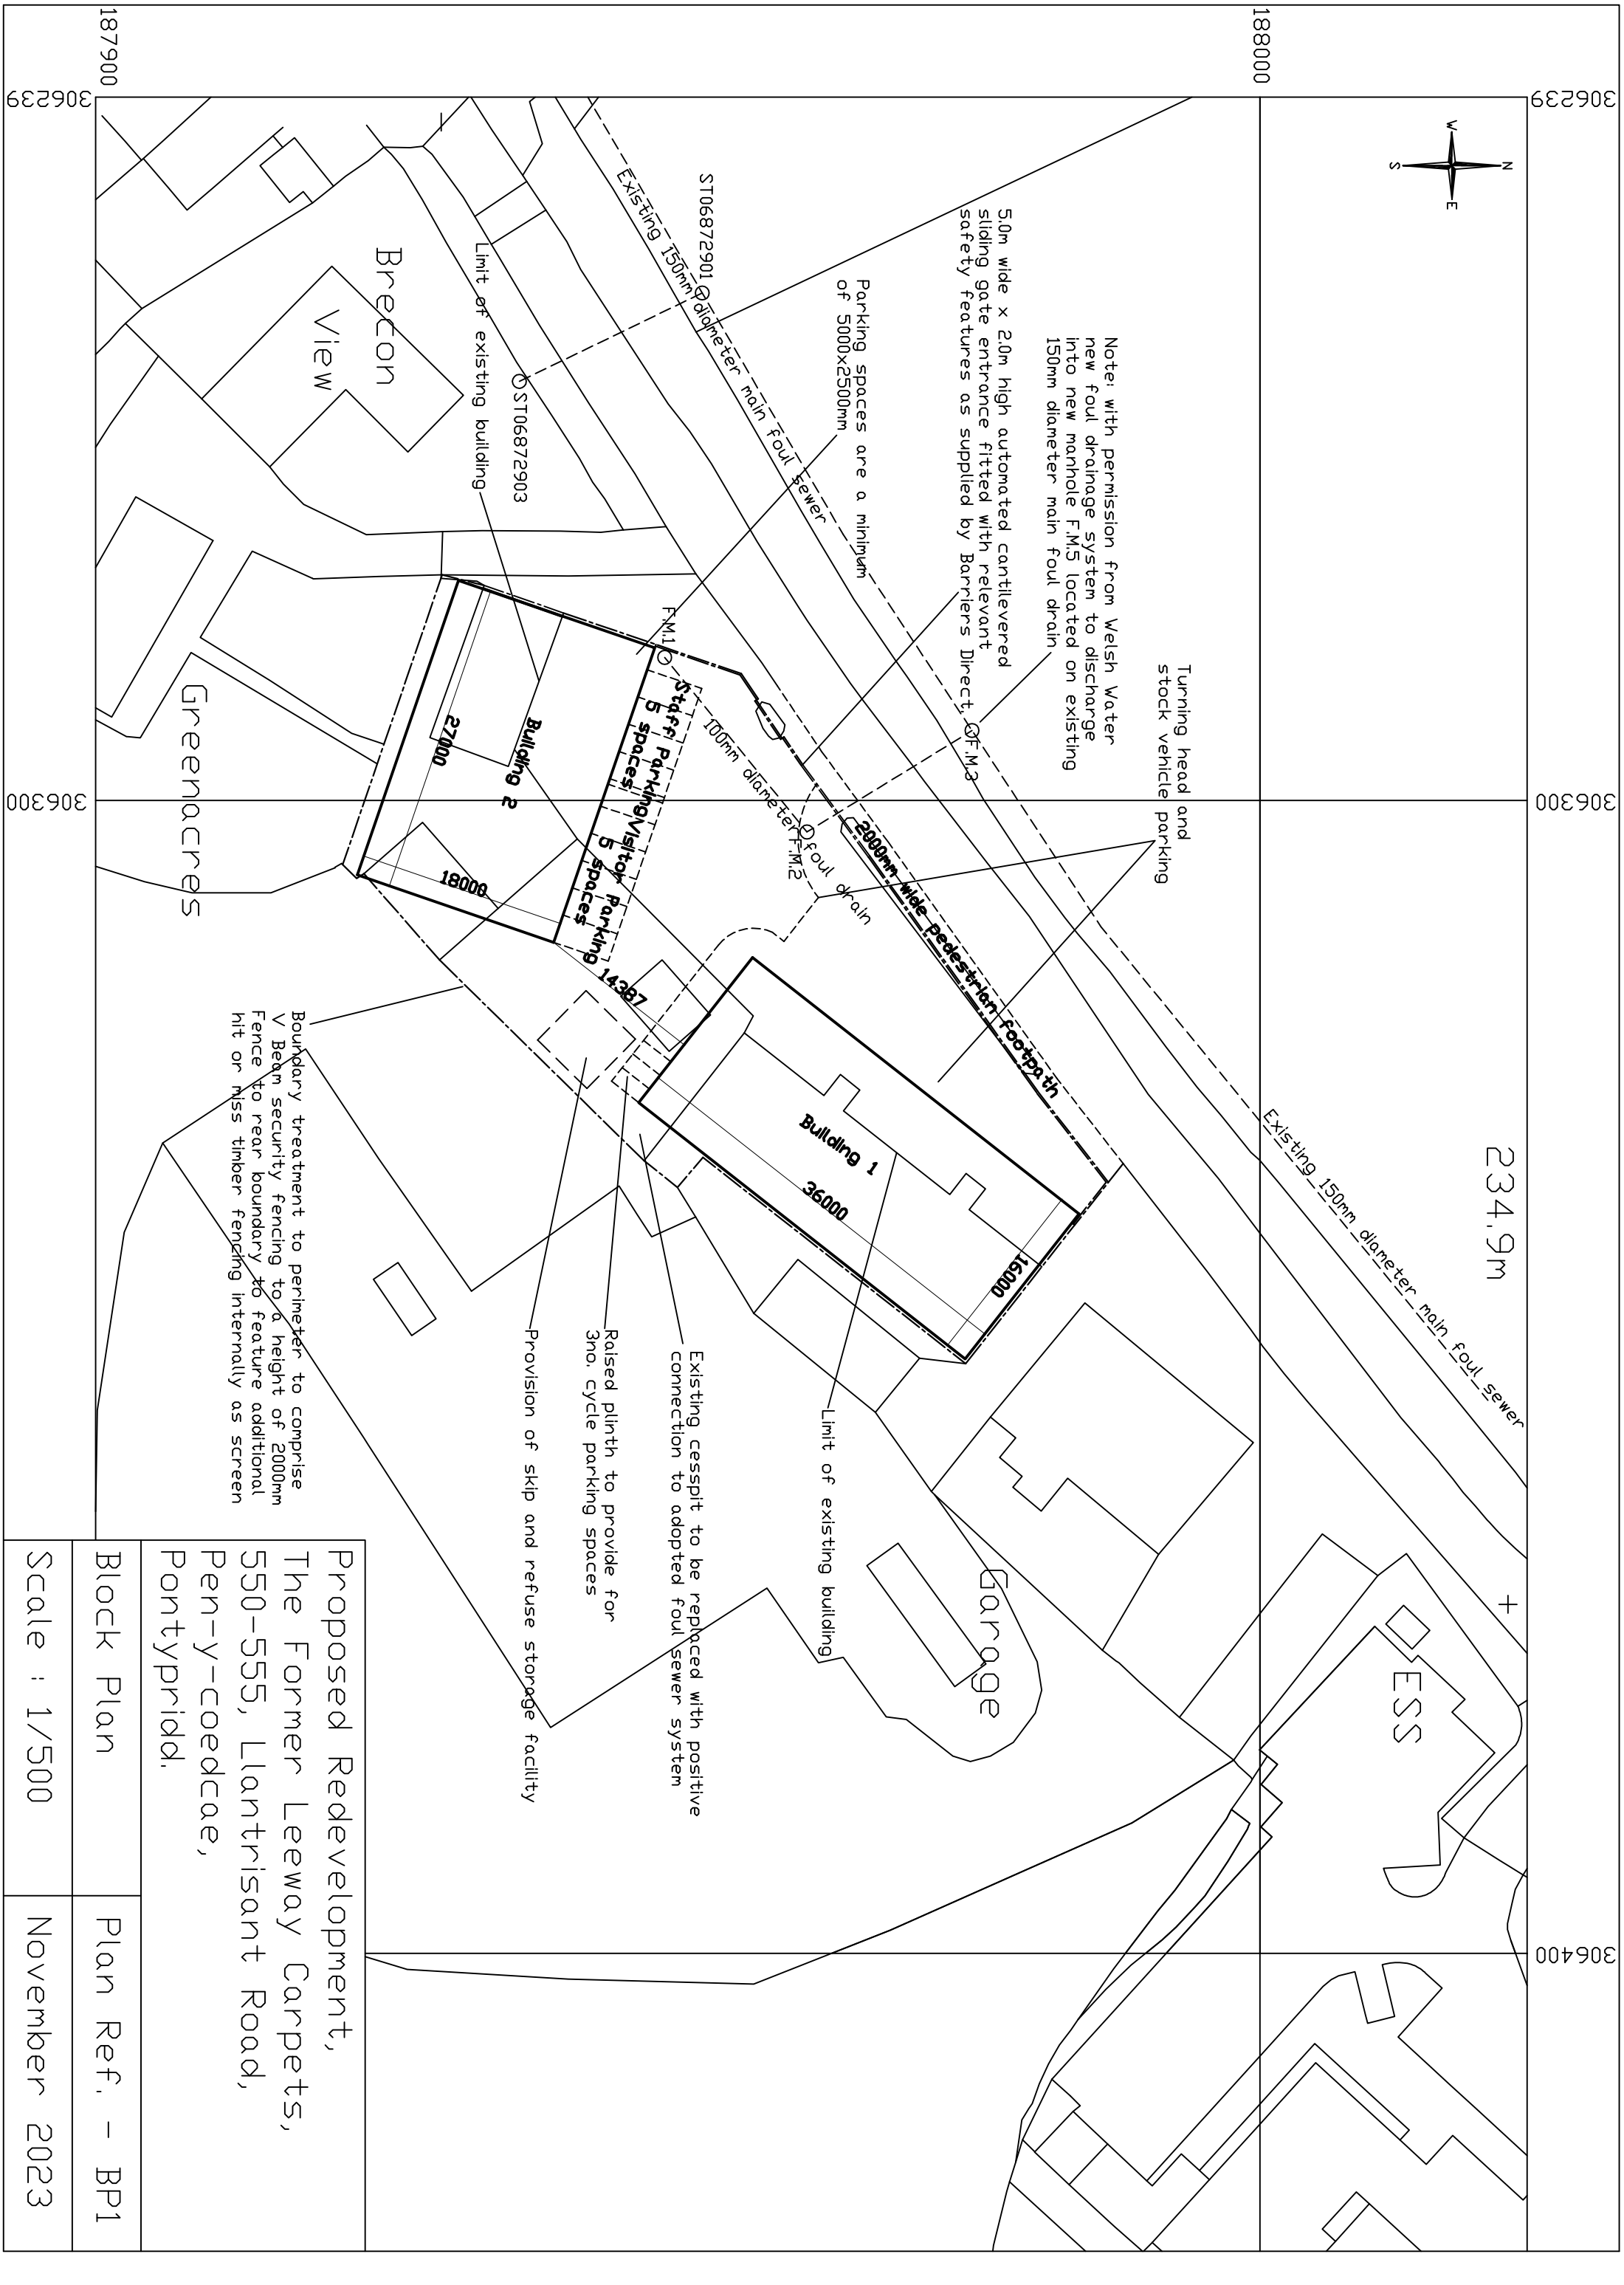 306239
306300
306400
188000
187900
306239
306300
N
W
E
S
234.9m
ESS
Garage
Brecon
View
Greenacres
Turning head and
stock vehicle parking
Note: with permission from Welsh Water
new foul drainage system to discharge
into new manhole F.M.5 located on existing
150mm diameter main foul drain
5.0m wide x 2.0m high automated cantilevered
sliding gate entrance fitted with relevant
safety features as supplied by Barriers Direct
Parking spaces are a minimum
of 5000x2500mm
Existing 150mm diameter main foul sewer
Existing 150mm diameter main foul sewer
ST06872901
ST06872903
F.M.3
F.M.2
F.M.1
100mm diameter foul drain
2000mm wide pedestrian footpath
Staff Parking
5 spaces
Visitor Parking
5 spaces
Building 1
36000
16000
14387
Building 2
27000
18000
Limit of existing building
Limit of existing building
Existing cesspit to be replaced with positive
connection to adopted foul sewer system
Raised plinth to provide for
3no. cycle parking spaces
Provision of skip and refuse storage facility
Boundary treatment to perimeter to comprise
V Beam security fencing to a height of 2000mm
Fence to rear boundary to feature additional
hit or miss timber fencing internally as screen
Proposed Redevelopment,
The Former Leeway Carpets,
550-555, Llantrisant Road,
Pen-y-coedcae,
Pontypridd.
Block Plan
Plan Ref. - BP1
Scale : 1/500
November 2023